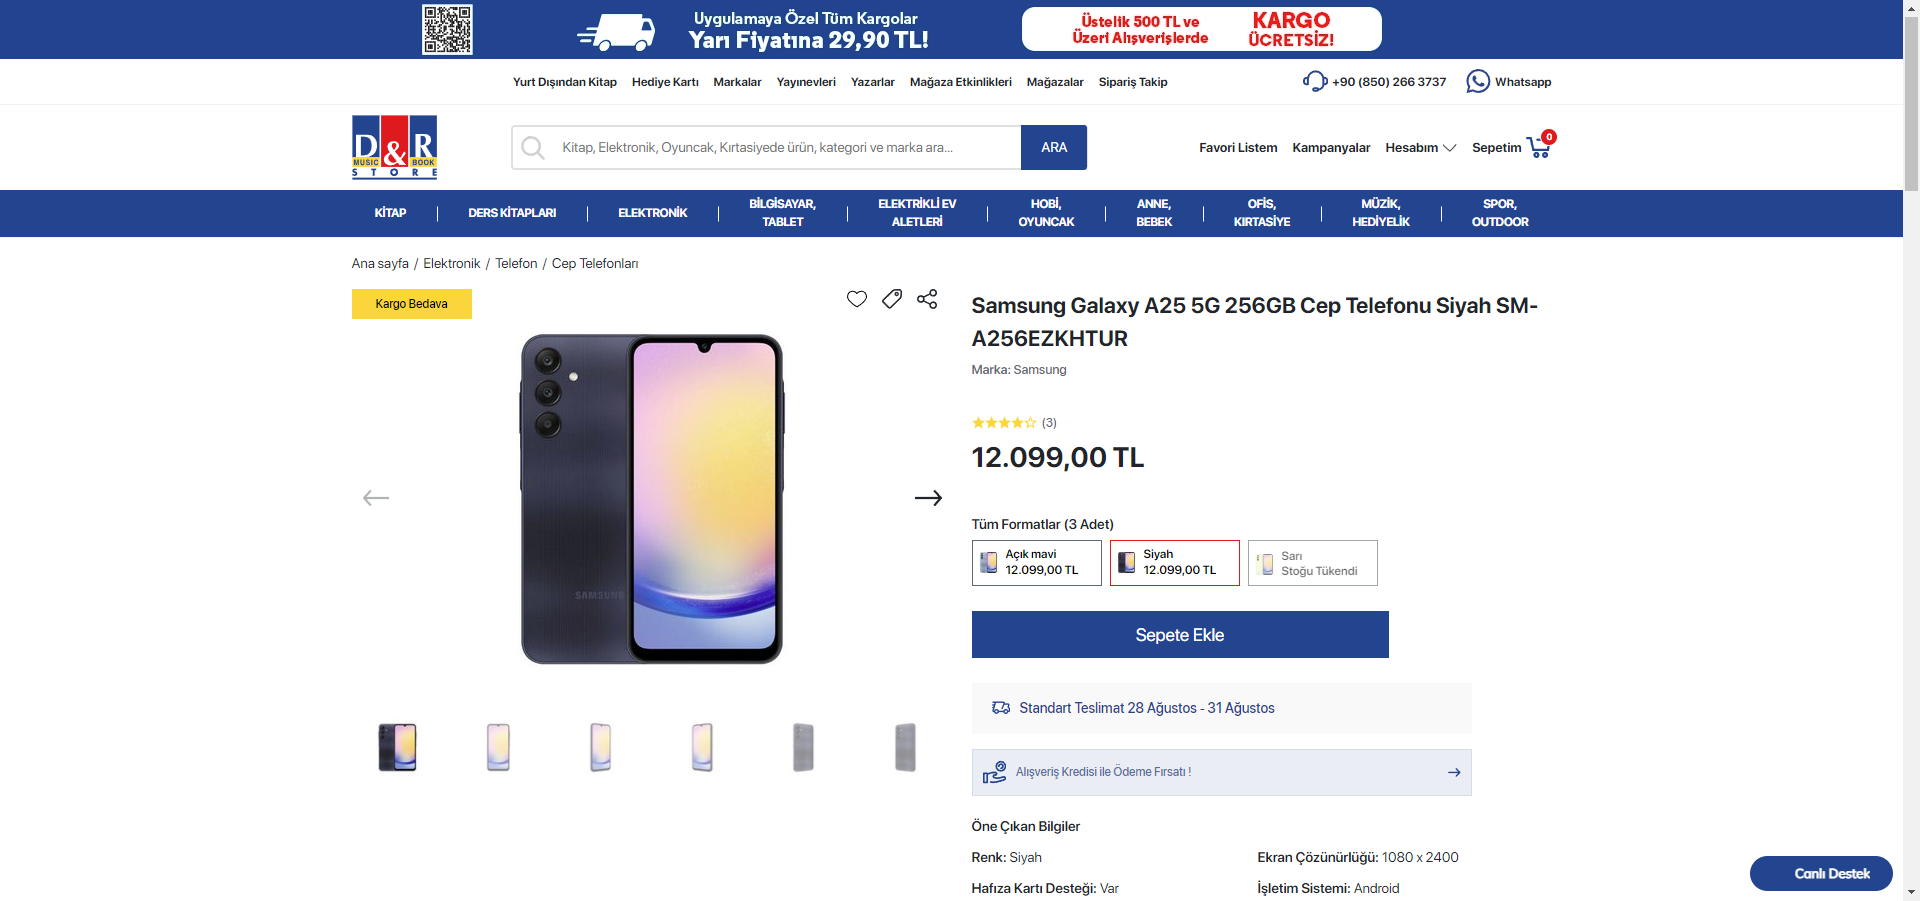 Uygulamaya Özel Tüm Kargolar
Yarı Fiyatına 29,90 TL!
Üstelik 500 TL ve
Üzeri Alışverişlerde
KARGO
ÜCRETSİZ!
Yurt Dışından Kitap Hediye Kartı Markalar Yayınevleri Yazarlar Mağaza Etkinlikleri Mağazalar Sipariş Takip
+90 (850) 266 3737 Whatsapp
D&R
MUSIC BOOK
STORE
Kitap, Elektronik, Oyuncak, Kırtasiyede ürün, kategori ve marka ara...
ARA
Favori Listem Kampanyalar Hesabım Sepetim 0
KİTAP
DERS KİTAPLARI
ELEKTRONİK
BİLGİSAYAR,
TABLET
ELEKTRİKLİ EV
ALETLERİ
HOBİ,
OYUNCAK
ANNE,
BEBEK
OFİS,
KIRTASİYE
MÜZİK,
HEDİYELİK
SPOR,
OUTDOOR
Ana sayfa / Elektronik / Telefon / Cep Telefonları
Kargo Bedava
SAMSUNG
Samsung Galaxy A25 5G 256GB Cep Telefonu Siyah SM-
A256EZKHTUR
Marka: Samsung
(3)
12.099,00 TL
Tüm Formatlar (3 Adet)
Açık mavi
12.099,00 TL
Siyah
12.099,00 TL
Sarı
Stoğu Tükendi
Sepete Ekle
Standart Teslimat 28 Ağustos - 31 Ağustos
Alışveriş Kredisi ile Ödeme Fırsatı !
Öne Çıkan Bilgiler
Renk: Siyah
Ekran Çözünürlüğü: 1080 x 2400
Hafıza Kartı Desteği: Var
İşletim Sistemi: Android
Canlı Destek